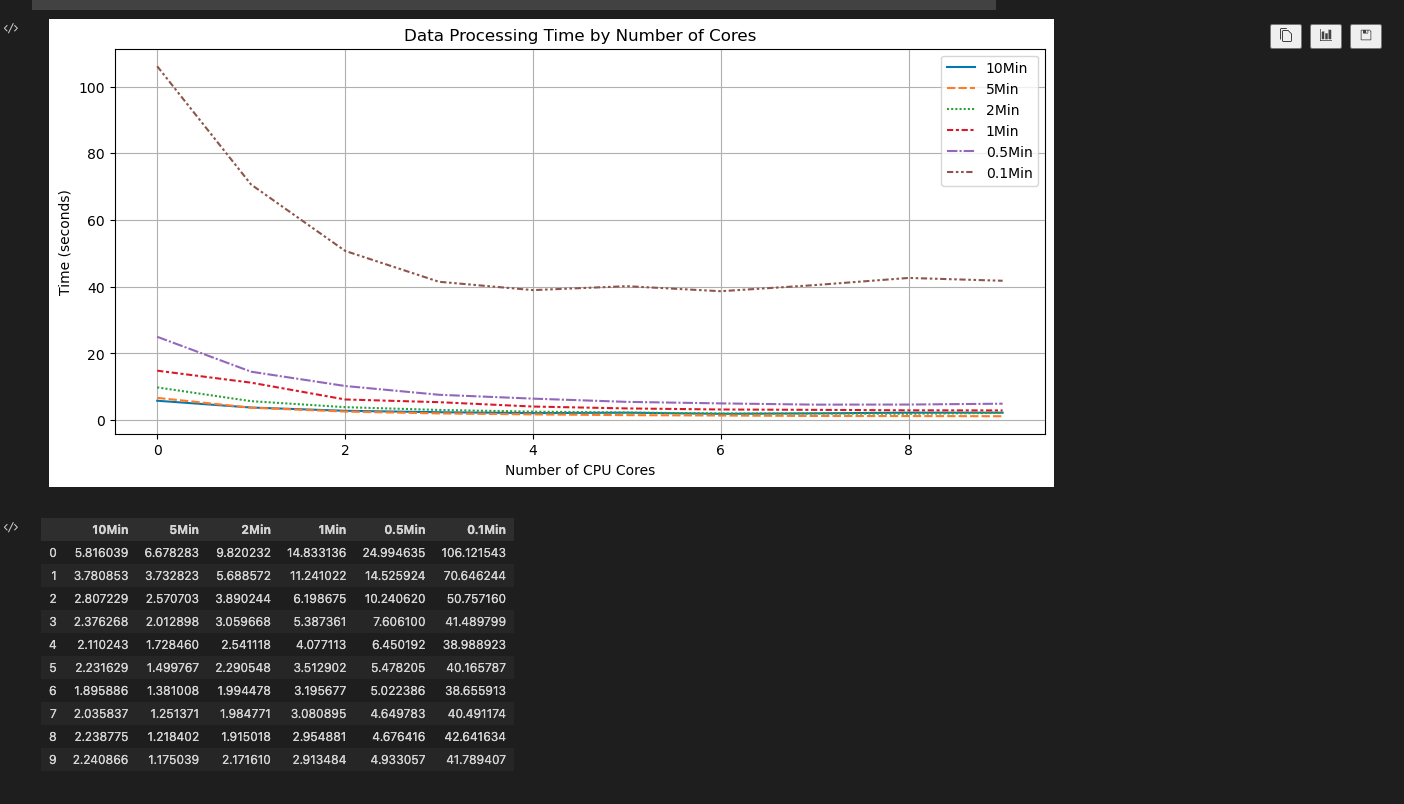 </>
Data Processing Time by Number of Cores
10Min
5Min
2Min
1Min
0.5Min
0.1Min
100
80
60
40
20
0
Time (seconds)
0 2 4 6 8
Number of CPU Cores
</>
10Min 5Min 2Min 1Min 0.5Min 0.1Min
0 5.816039 6.678283 9.820232 14.833136 24.994635 106.121543
1 3.780853 3.732823 5.688572 11.241022 14.525924 70.646244
2 2.807229 2.570703 3.890244 6.198675 10.240620 50.757160
3 2.376268 2.012898 3.059668 5.387361 7.606100 41.489799
4 2.110243 1.728460 2.541118 4.077113 6.450192 38.988923
5 2.231629 1.499767 2.290548 3.512902 5.478205 40.165787
6 1.895886 1.381008 1.994478 3.195677 5.022386 38.655913
7 2.035837 1.251371 1.984771 3.080895 4.649783 40.491174
8 2.238775 1.218402 1.915018 2.954881 4.676416 42.641634
9 2.240866 1.175039 2.171610 2.913484 4.933057 41.789407